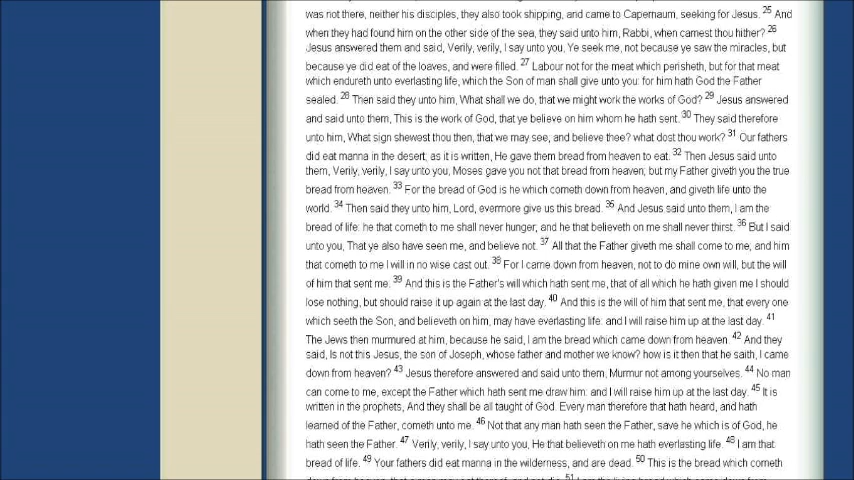 was not there, neither his disciples, they also took shipping, and came to Capernaum, seeking for Jesus. 25 And
when they had found him on the other side of the sea, they said unto him, Rabbi, when camest thou hither? 26
Jesus answered them and said, Verily, verily, I say unto you, Ye seek me, not because ye saw the miracles, but
because ye did eat of the loaves, and were filled. 27 Labour not for the meat which perisheth, but for that meat
which endureth unto everlasting life, which the Son of man shall give unto you: for him hath God the Father
sealed. 28 Then said they unto him, What shall we do, that we might work the works of God? 29 Jesus answered
and said unto them, This is the work of God, that ye believe on him whom he hath sent. 30 They said therefore
unto him, What sign shewest thou then, that we may see, and believe thee? what dost thou work? 31 Our fathers
did eat manna in the desert; as it is written, He gave them bread from heaven to eat. 32 Then Jesus said unto
them, Verily, verily, I say unto you, Moses gave you not that bread from heaven; but my Father giveth you the true
bread from heaven. 33 For the bread of God is he which cometh down from heaven, and giveth life unto the
world. 34 Then said they unto him, Lord, evermore give us this bread. 35 And Jesus said unto them, I am the
bread of life: he that cometh to me shall never hunger; and he that believeth on me shall never thirst. 36 But I said
unto you, That ye also have seen me, and believe not. 37 All that the Father giveth me shall come to me; and him
that cometh to me I will in no wise cast out. 38 For I came down from heaven, not to do mine own will, but the will
of him that sent me. 39 And this is the Father's will which hath sent me, that of all which he hath given me I should
lose nothing, but should raise it up again at the last day. 40 And this is the will of him that sent me, that every one
which seeth the Son, and believeth on him, may have everlasting life: and I will raise him up at the last day. 41
The Jews then murmured at him, because he said, I am the bread which came down from heaven. 42 And they
said, Is not this Jesus, the son of Joseph, whose father and mother we know? how is it then that he saith, I came
down from heaven? 43 Jesus therefore answered and said unto them, Murmur not among yourselves. 44 No man
can come to me, except the Father which hath sent me draw him: and I will raise him up at the last day. 45 It is
written in the prophets, And they shall be all taught of God. Every man therefore that hath heard, and hath
learned of the Father, cometh unto me. 46 Not that any man hath seen the Father, save he which is of God, he
hath seen the Father. 47 Verily, verily, I say unto you, He that believeth on me hath everlasting life. 48 I am that
bread of life. 49 Your fathers did eat manna in the wilderness, and are dead. 50 This is the bread which cometh
down from heaven, that a man may eat thereof, and not die. 51 I am the living bread which came down from